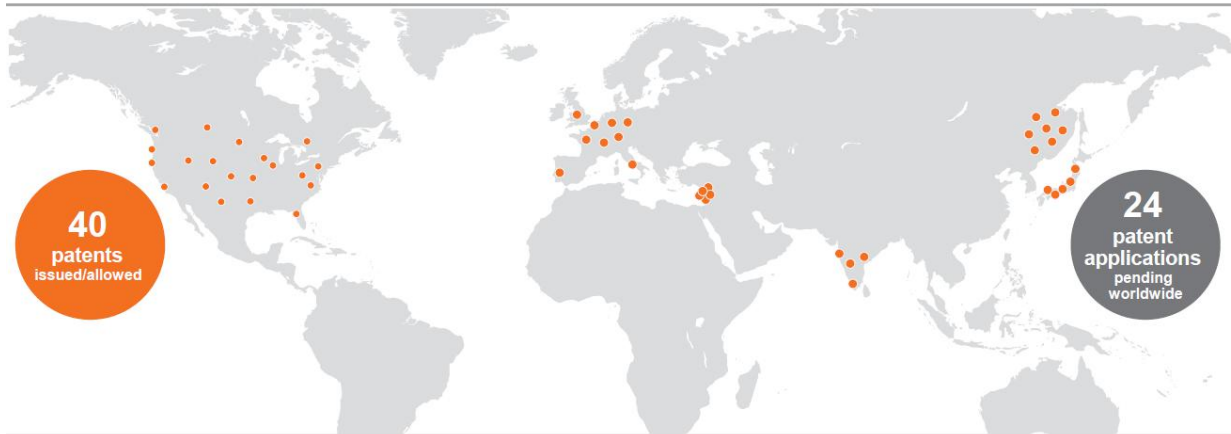 40
patents
issued/allowed
24
patent
applications
pending
worldwide